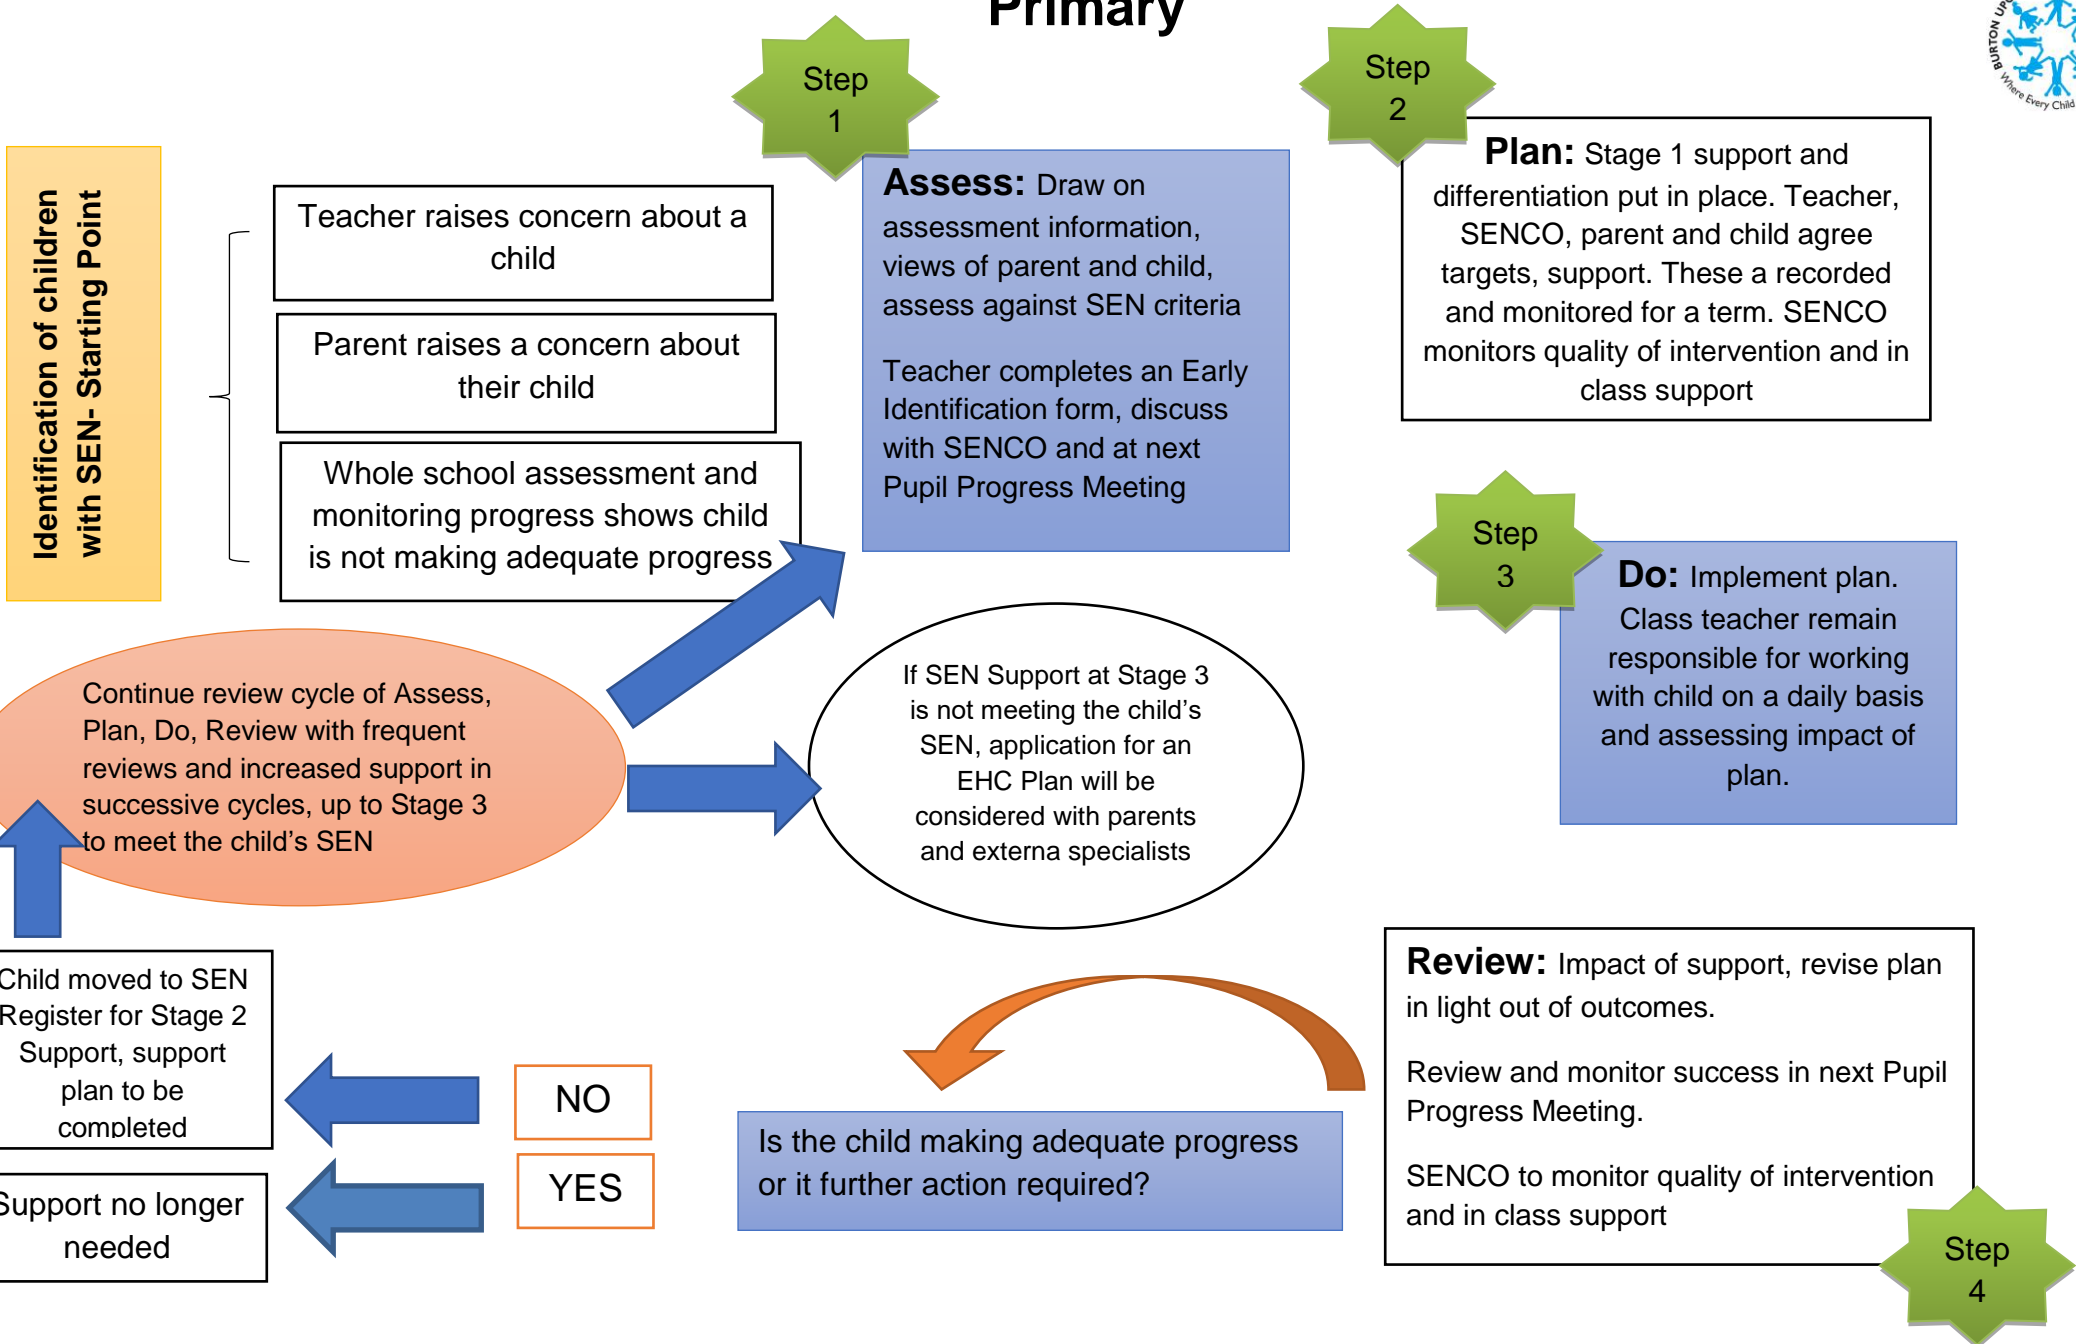 Primary
BURTON UP
Where Every Child
Step
1
Step
2
Identification of children
with SEN- Starting Point
Teacher raises concern about a
child
Parent raises a concern about
their child
Whole school assessment and
monitoring progress shows child
is not making adequate progress
Assess: Draw on
assessment information,
views of parent and child,
assess against SEN criteria
Teacher completes an Early
Identification form, discuss
with SENCO and at next
Pupil Progress Meeting
Plan: Stage 1 support and
differentiation put in place. Teacher,
SENCO, parent and child agree
targets, support. These a recorded
and monitored for a term. SENCO
monitors quality of intervention and in
class support
Step
3
Do: Implement plan.
Class teacher remain
responsible for working
with child on a daily basis
and assessing impact of
plan.
Continue review cycle of Assess,
Plan, Do, Review with frequent
reviews and increased support in
successive cycles, up to Stage 3
to meet the child's SEN
If SEN Support at Stage 3
is not meeting the child's
SEN, application for an
EHC Plan will be
considered with parents
and externa specialists
Review: Impact of support, revise plan
in light out of outcomes.
Review and monitor success in next Pupil
Progress Meeting.
SENCO to monitor quality of intervention
and in class support
Step
4
Is the child making adequate progress
or it further action required?
NO
YES
Child moved to SEN
Register for Stage 2
Support, support
plan to be
completed
Support no longer
needed